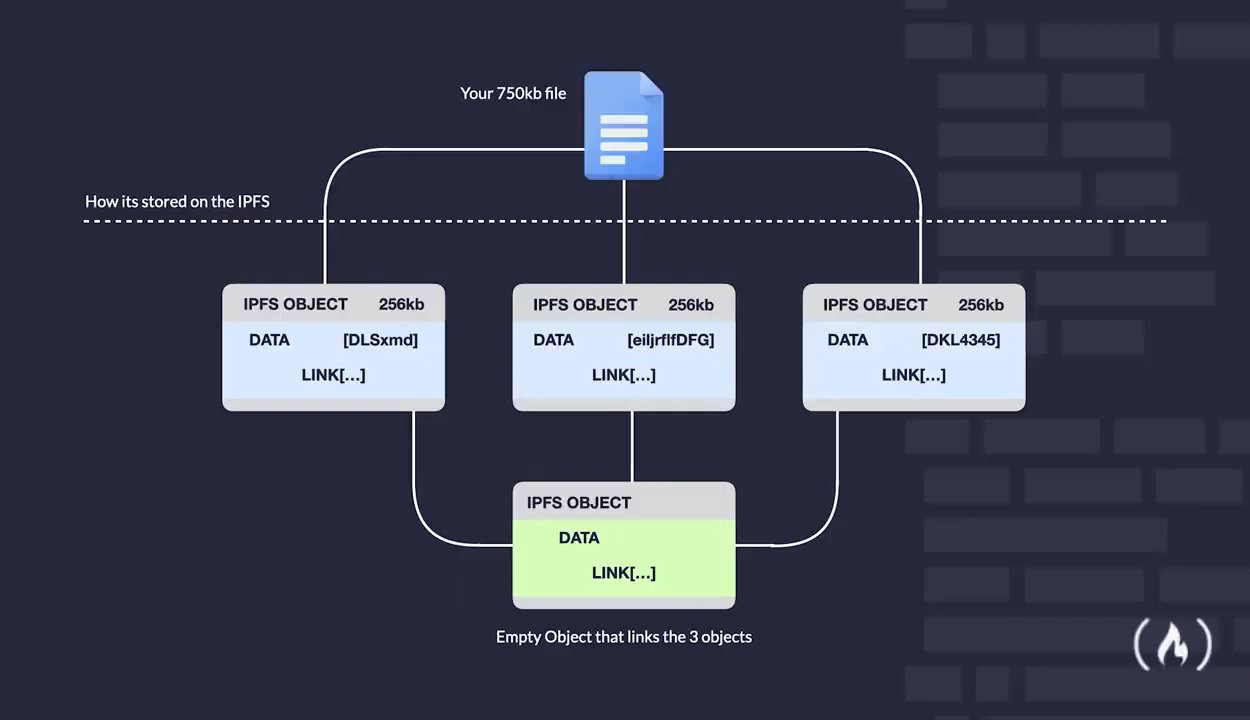 Your 750kb file
How its stored on the IPFS
IPFS OBJECT 256kb
DATA [DLSxmd]
LINK[...]
IPFS OBJECT 256kb
DATA [eiljrflfDFG]
LINK[...]
IPFS OBJECT 256kb
DATA [DKL4345]
LINK[...]
IPFS OBJECT
DATA
LINK[...]
Empty Object that links the 3 objects